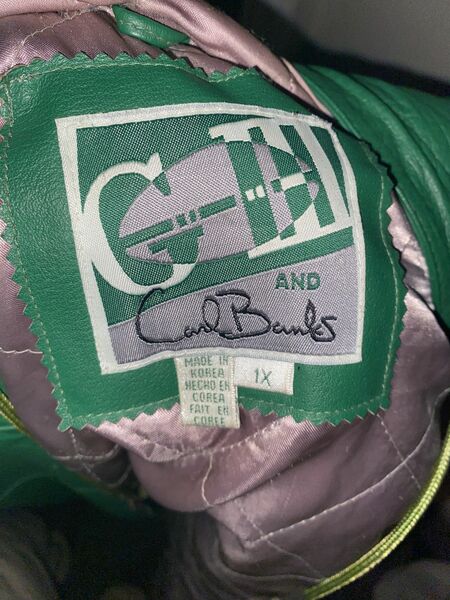 G-III
AND
Carl Banks
MADE IN
KOREA
HECHO EN
COREA
FAIT EN
COREE
1X